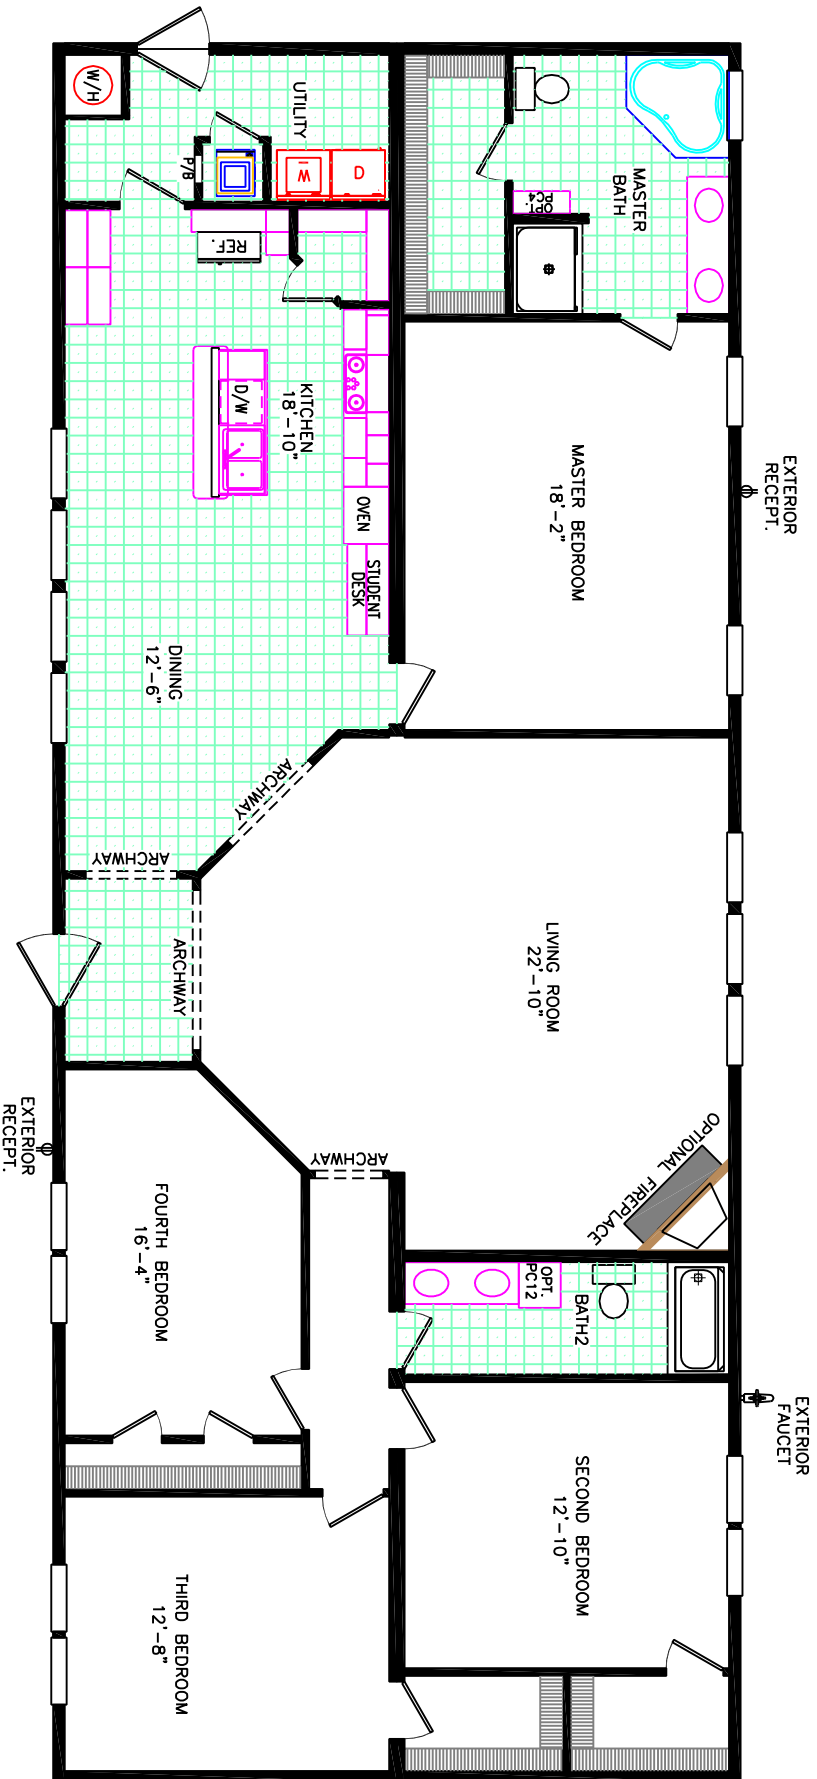 W/H
UTILITY
P/B
W
D
REF.
KITCHEN
18'-10"
D/W
OVEN
STUDENT
DESK
DINING
12'-6"
MASTER
BATH
OPT.
PC4
MASTER BEDROOM
18'-2"
EXTERIOR
RECEPT.
ARCHWAY
ARCHWAY
ARCHWAY
LIVING ROOM
22'-10"
OPTIONAL FIREPLACE
ARCHWAY
EXTERIOR
RECEPT.
FOURTH BEDROOM
16'-4"
OPT.
PC12
BATH2
EXTERIOR
FAUCET
SECOND BEDROOM
12'-10"
THIRD BEDROOM
12'-8"